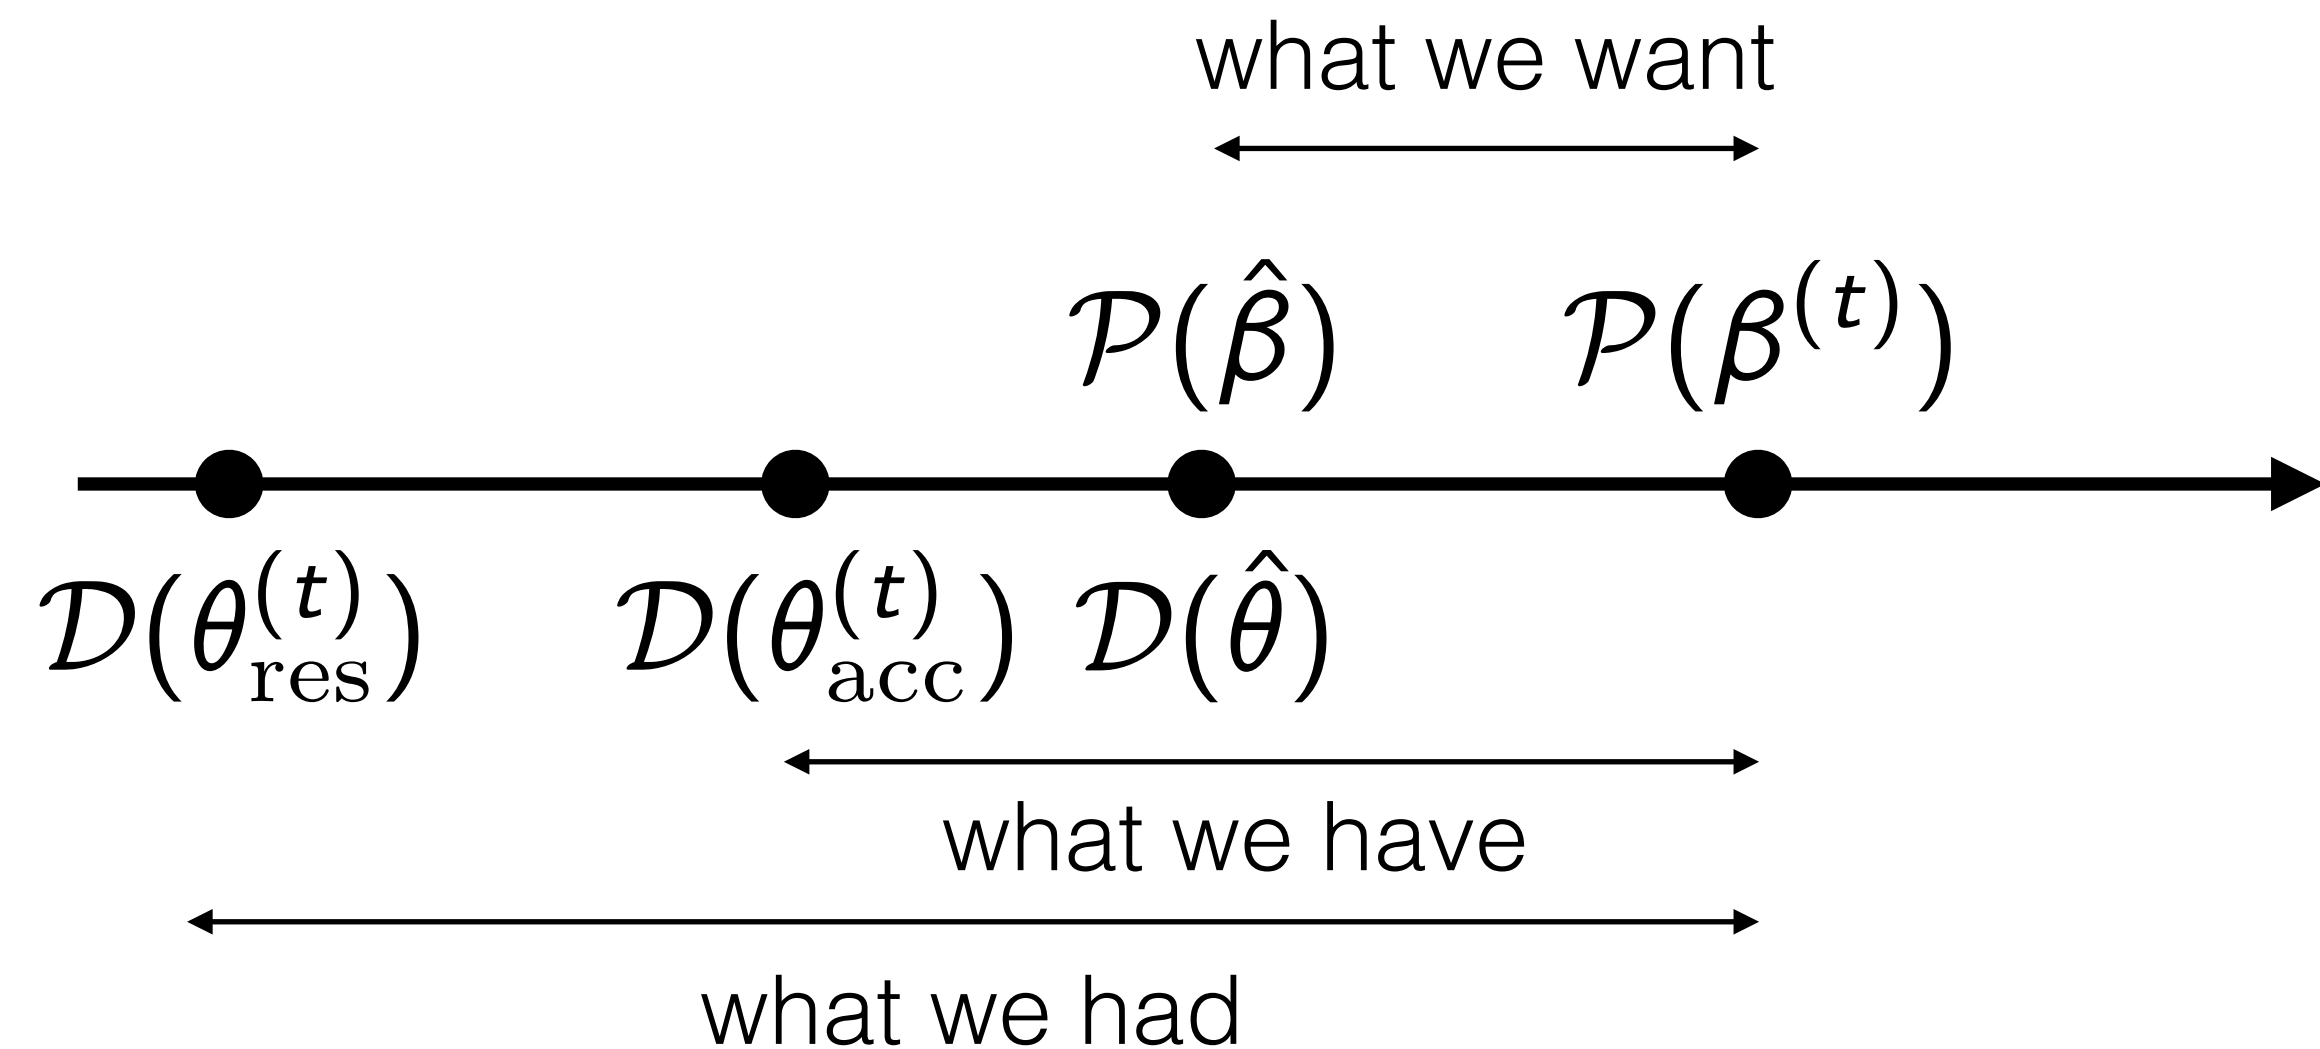 what we want
𝒫(β̂) 𝒫(β^(t))
𝒟(θ_res^(t)) 𝒟(θ_acc^(t)) 𝒟(θ̂)
what we have
what we had